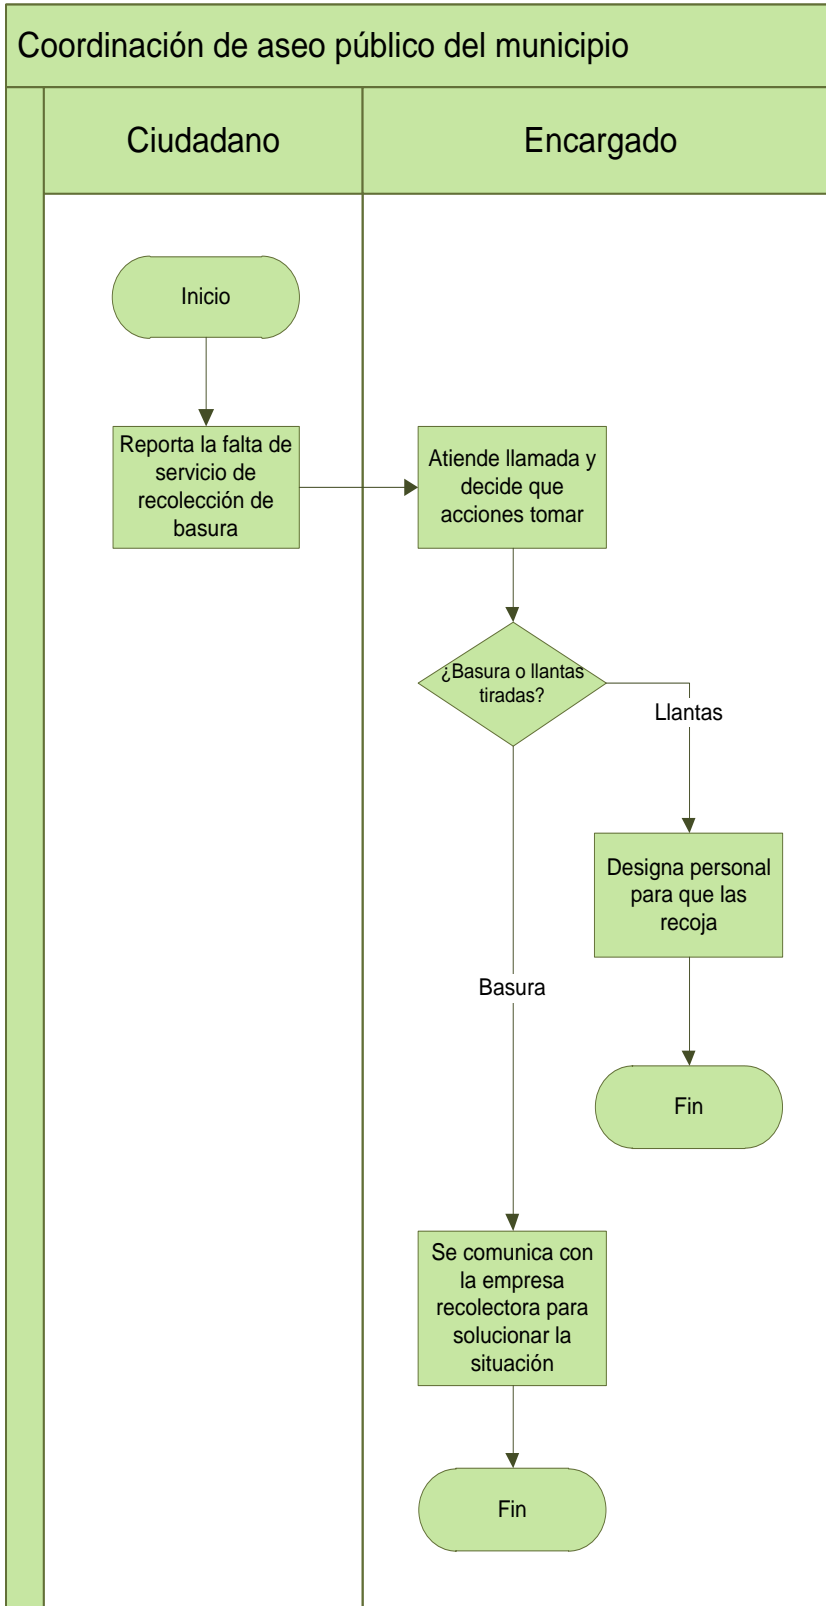 Coordinación de aseo público del municipio
Ciudadano
Encargado
Inicio
Reporta la falta de
servicio de
recolección de
basura
Atiende llamada y
decide que
acciones tomar
¿Basura o llantas
tiradas?
Llantas
Designa personal
para que las
recoja
Basura
Fin
Se comunica con
la empresa
recolectora para
solucionar la
situación
Fin